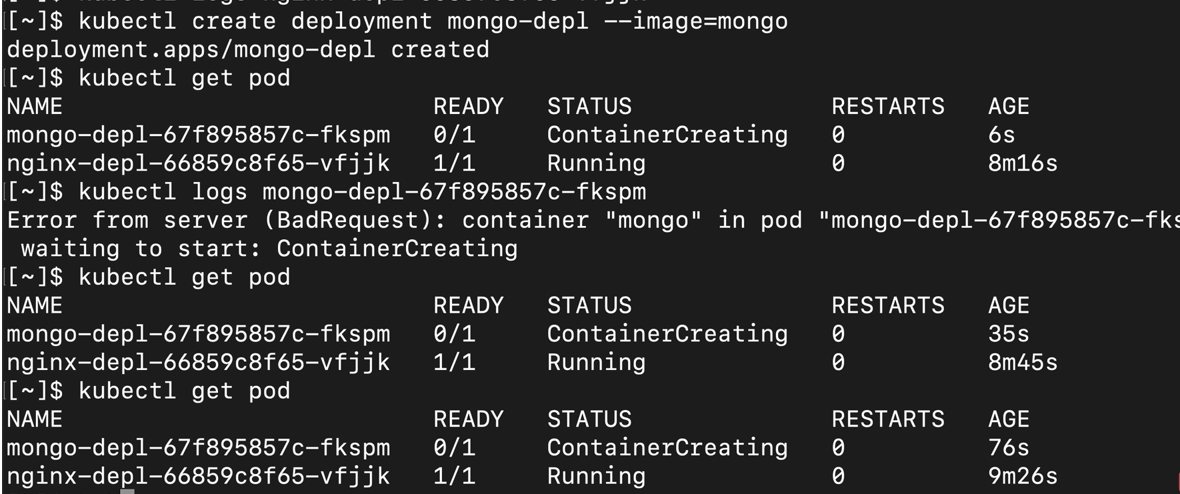 [~]$ kubectl create deployment mongo-depl --image=mongo
deployment.apps/mongo-depl created
[~]$ kubectl get pod
NAME READY STATUS RESTARTS AGE
mongo-depl-67f895857c-fkspm 0/1 ContainerCreating 0 6s
nginx-depl-66859c8f65-vfjjk 1/1 Running 0 8m16s
[~]$ kubectl logs mongo-depl-67f895857c-fkspm
Error from server (BadRequest): container "mongo" in pod "mongo-depl-67f895857c-fks
waiting to start: ContainerCreating
[~]$ kubectl get pod
NAME READY STATUS RESTARTS AGE
mongo-depl-67f895857c-fkspm 0/1 ContainerCreating 0 35s
nginx-depl-66859c8f65-vfjjk 1/1 Running 0 8m45s
[~]$ kubectl get pod
NAME READY STATUS RESTARTS AGE
mongo-depl-67f895857c-fkspm 0/1 ContainerCreating 0 76s
nginx-depl-66859c8f65-vfjjk 1/1 Running 0 9m26s